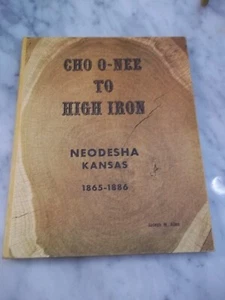 CHO O-NEE
TO
HIGH IRON
NEODESHA
KANSAS
1865-1886